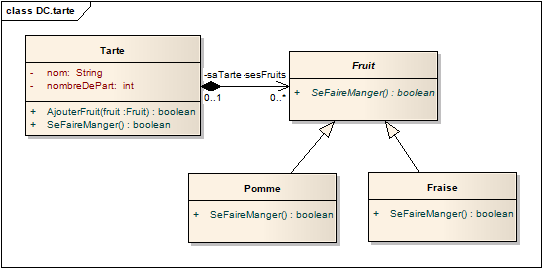 class DC.tarte
Tarte
- nom: String
- nombreDePart: int
+ AjouterFruit(fruit :Fruit) : boolean
+ SeFaireManger() : boolean
-saTarte -sesFruits
0..1 0..*
Fruit
+ SeFaireManger() : boolean
Pomme
+ SeFaireManger() : boolean
Fraise
+ SeFaireManger() : boolean